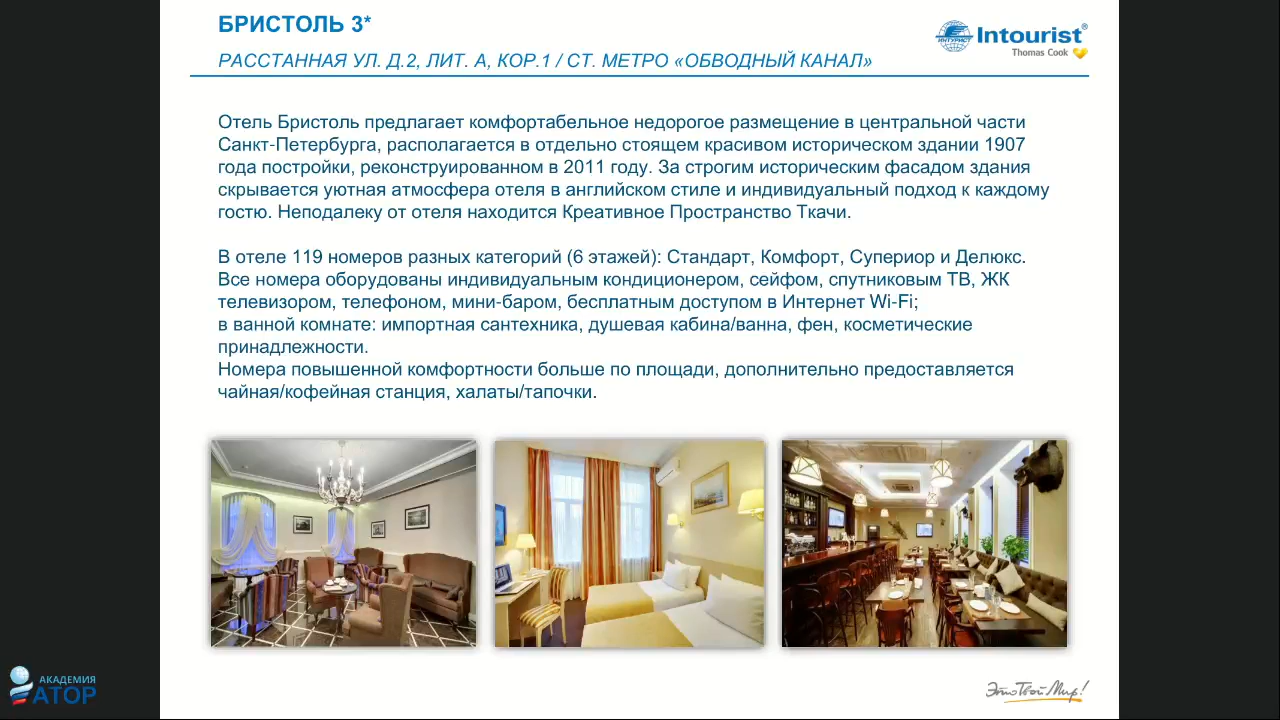 БРИСТОЛЬ 3*
РАССТАННАЯ УЛ. Д.2, ЛИТ. А, КОР.1 / СТ. МЕТРО «ОБВОДНЫЙ КАНАЛ»
ИНТУРИСТ
Intourist®
Thomas Cook
Отель Бристоль предлагает комфортабельное недорогое размещение в центральной части
Санкт-Петербурга, располагается в отдельно стоящем красивом историческом здании 1907
года постройки, реконструированном в 2011 году. За строгим историческим фасадом здания
скрывается уютная атмосфера отеля в английском стиле и индивидуальный подход к каждому
гостю. Неподалеку от отеля находится Креативное Пространство Ткачи.
В отеле 119 номеров разных категорий (6 этажей): Стандарт, Комфорт, Супериор и Делюкс.
Все номера оборудованы индивидуальным кондиционером, сейфом, спутниковым ТВ, ЖК
телевизором, телефоном, мини-баром, бесплатным доступом в Интернет Wi-Fi;
в ванной комнате: импортная сантехника, душевая кабина/ванна, фен, косметические
принадлежности.
Номера повышенной комфортности больше по площади, дополнительно предоставляется
чайная/кофейная станция, халаты/тапочки.
АКАДЕМИЯ
АТОР
Это Твой Мир!